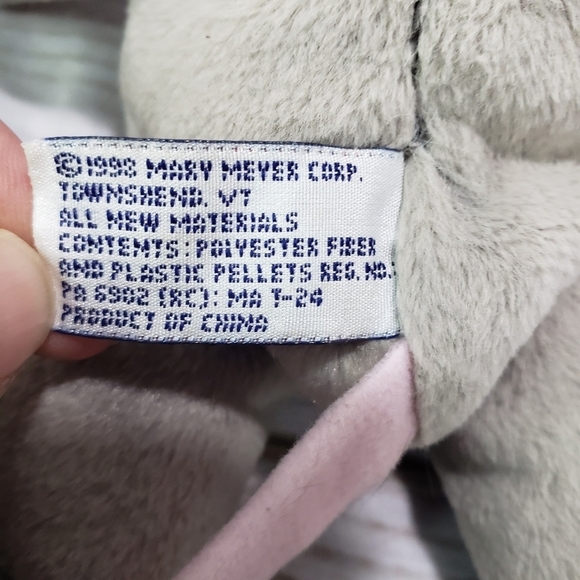 ©1998 MARY MEYER CORP.
TOWNSHEND, VT
ALL NEW MATERIALS
CONTENTS: POLYESTER FIBER
AND PLASTIC PELLETS REG. NO.
PA 6982 (RC): MA T-24
PRODUCT OF CHINA